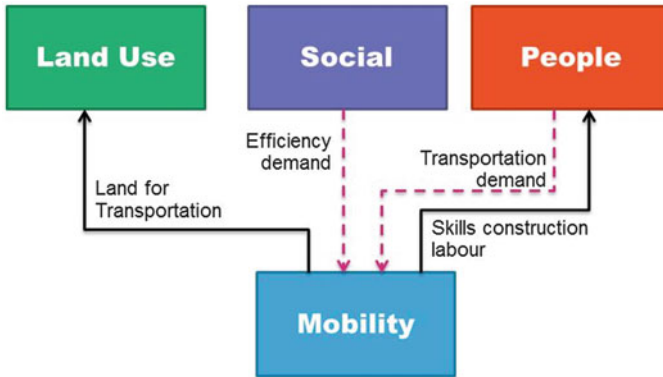 Land Use
Social
People
Efficiency
demand
Transportation
demand
Land for
Transportation
Skills construction
labour
Mobility